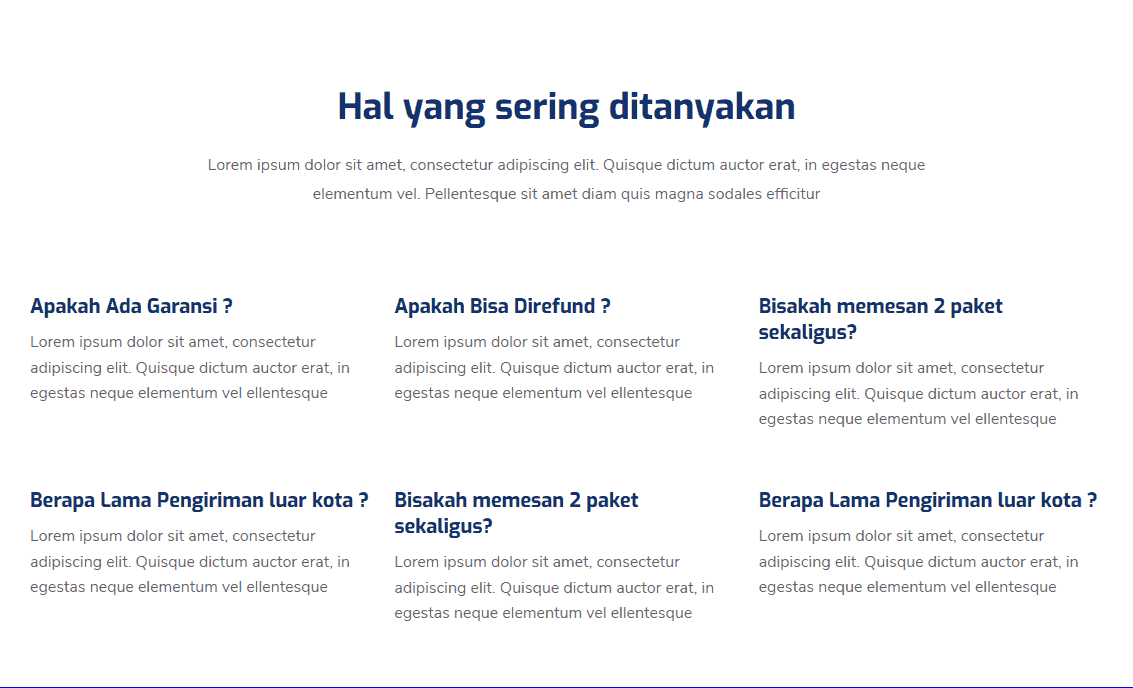 Hal yang sering ditanyakan
Lorem ipsum dolor sit amet, consectetur adipiscing elit. Quisque dictum auctor erat, in egestas neque
elementum vel. Pellentesque sit amet diam quis magna sodales efficitur
Apakah Ada Garansi ?
Lorem ipsum dolor sit amet, consectetur
adipiscing elit. Quisque dictum auctor erat, in
egestas neque elementum vel ellentesque
Apakah Bisa Direfund ?
Lorem ipsum dolor sit amet, consectetur
adipiscing elit. Quisque dictum auctor erat, in
egestas neque elementum vel ellentesque
Bisakah memesan 2 paket
sekaligus?
Lorem ipsum dolor sit amet, consectetur
adipiscing elit. Quisque dictum auctor erat, in
egestas neque elementum vel ellentesque
Berapa Lama Pengiriman luar kota ?
Lorem ipsum dolor sit amet, consectetur
adipiscing elit. Quisque dictum auctor erat, in
egestas neque elementum vel ellentesque
Bisakah memesan 2 paket
sekaligus?
Lorem ipsum dolor sit amet, consectetur
adipiscing elit. Quisque dictum auctor erat, in
egestas neque elementum vel ellentesque
Berapa Lama Pengiriman luar kota ?
Lorem ipsum dolor sit amet, consectetur
adipiscing elit. Quisque dictum auctor erat, in
egestas neque elementum vel ellentesque